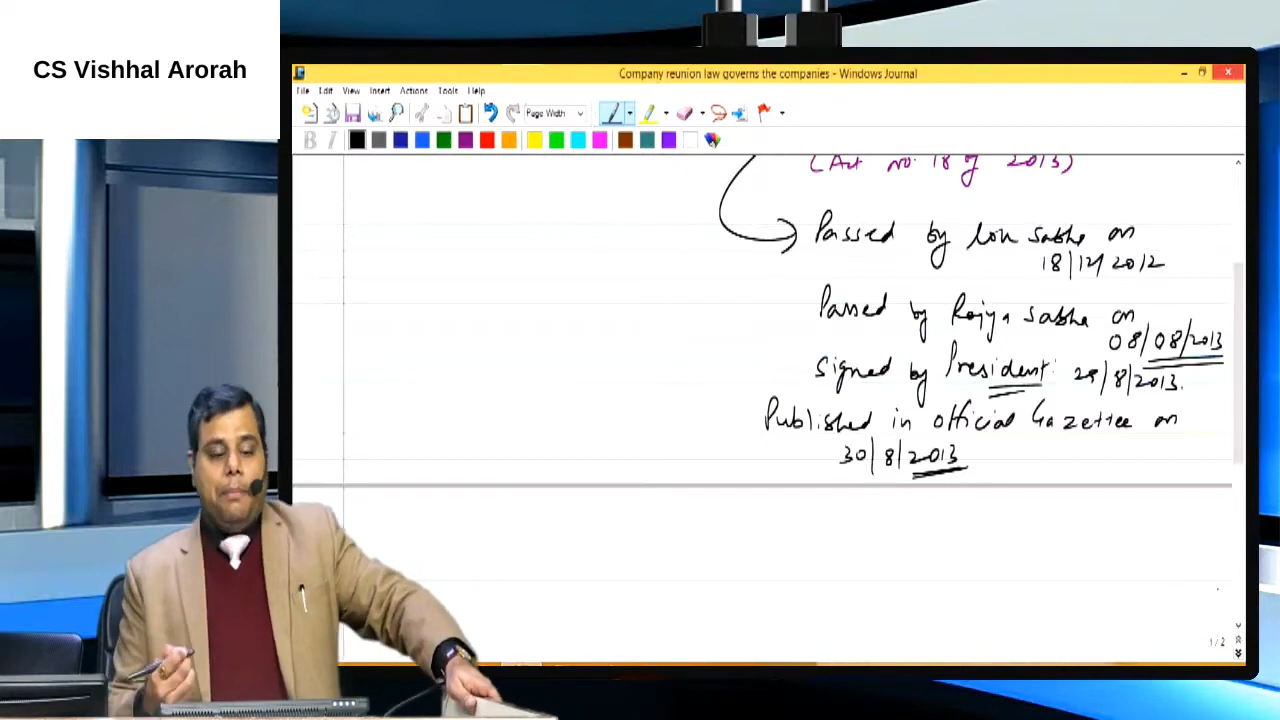 CS Vishhal Arorah
Company reunion law governs the companies - Windows Journal
File Edit View Insert Actions Tools Help
Page Width
B I
(Act no. 18 of 2013)
Passed by Lok Sabha on
18/12/2012
Passed by Rajya Sabha on
08/08/2013
Signed by President: 29/8/2013.
Published in official Gazettee on
30/8/2013
1 / 2